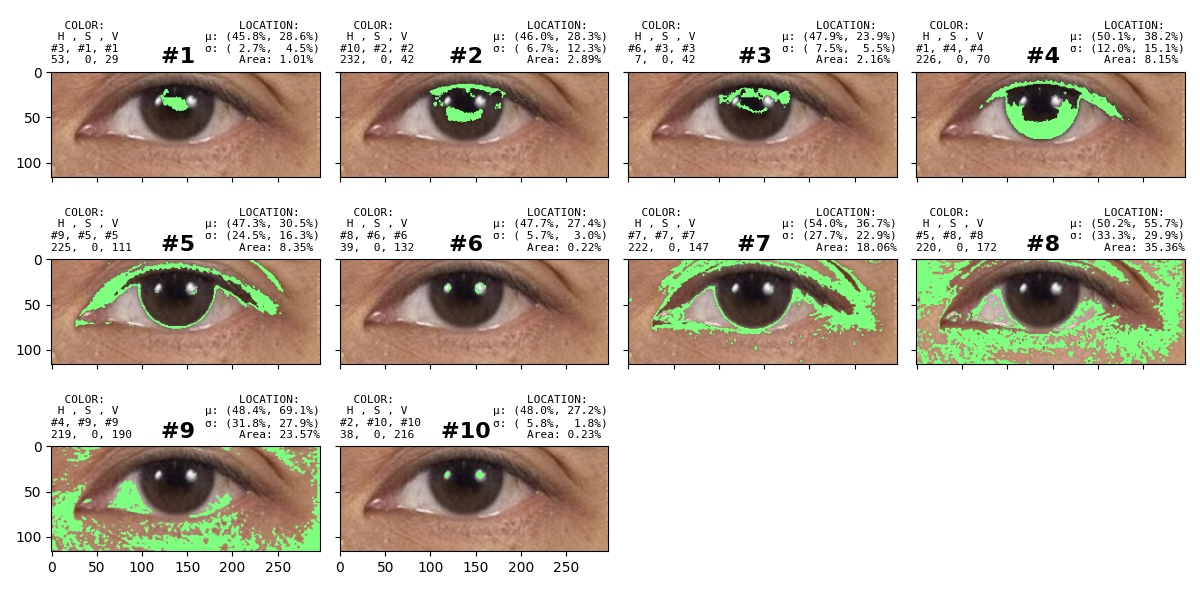 COLOR: LOCATION:
H , S , V μ: (45.8%, 28.6%)
#3, #1, #1 σ: ( 2.7%, 4.5%)
53, 0, 29 #1 Area: 1.01%
COLOR: LOCATION:
H , S , V μ: (46.0%, 28.3%)
#10, #2, #2 σ: ( 6.7%, 12.3%)
232, 0, 42 #2 Area: 2.89%
COLOR: LOCATION:
H , S , V μ: (47.9%, 23.9%)
#6, #3, #3 σ: ( 7.5%, 5.5%)
7, 0, 42 #3 Area: 2.16%
COLOR: LOCATION:
H , S , V μ: (50.1%, 38.2%)
#1, #4, #4 σ: (12.0%, 15.1%)
226, 0, 70 #4 Area: 8.15%
0
50
100
COLOR: LOCATION:
H , S , V μ: (47.3%, 30.5%)
#9, #5, #5 σ: (24.5%, 16.3%)
225, 0, 111 #5 Area: 8.35%
COLOR: LOCATION:
H , S , V μ: (47.7%, 27.4%)
#8, #6, #6 σ: ( 5.7%, 3.0%)
39, 0, 132 #6 Area: 0.22%
COLOR: LOCATION:
H , S , V μ: (54.0%, 36.7%)
#7, #7, #7 σ: (27.7%, 22.9%)
222, 0, 147 #7 Area: 18.06%
COLOR: LOCATION:
H , S , V μ: (50.2%, 55.7%)
#5, #8, #8 σ: (33.3%, 29.9%)
220, 0, 172 #8 Area: 35.36%
0
50
100
COLOR: LOCATION:
H , S , V μ: (48.4%, 69.1%)
#4, #9, #9 σ: (31.8%, 27.9%)
219, 0, 190 #9 Area: 23.57%
COLOR: LOCATION:
H , S , V μ: (48.0%, 27.2%)
#2, #10, #10 σ: ( 5.8%, 1.8%)
38, 0, 216 #10 Area: 0.23%
0
50
100
0 50 100 150 200 250
0 50 100 150 200 250